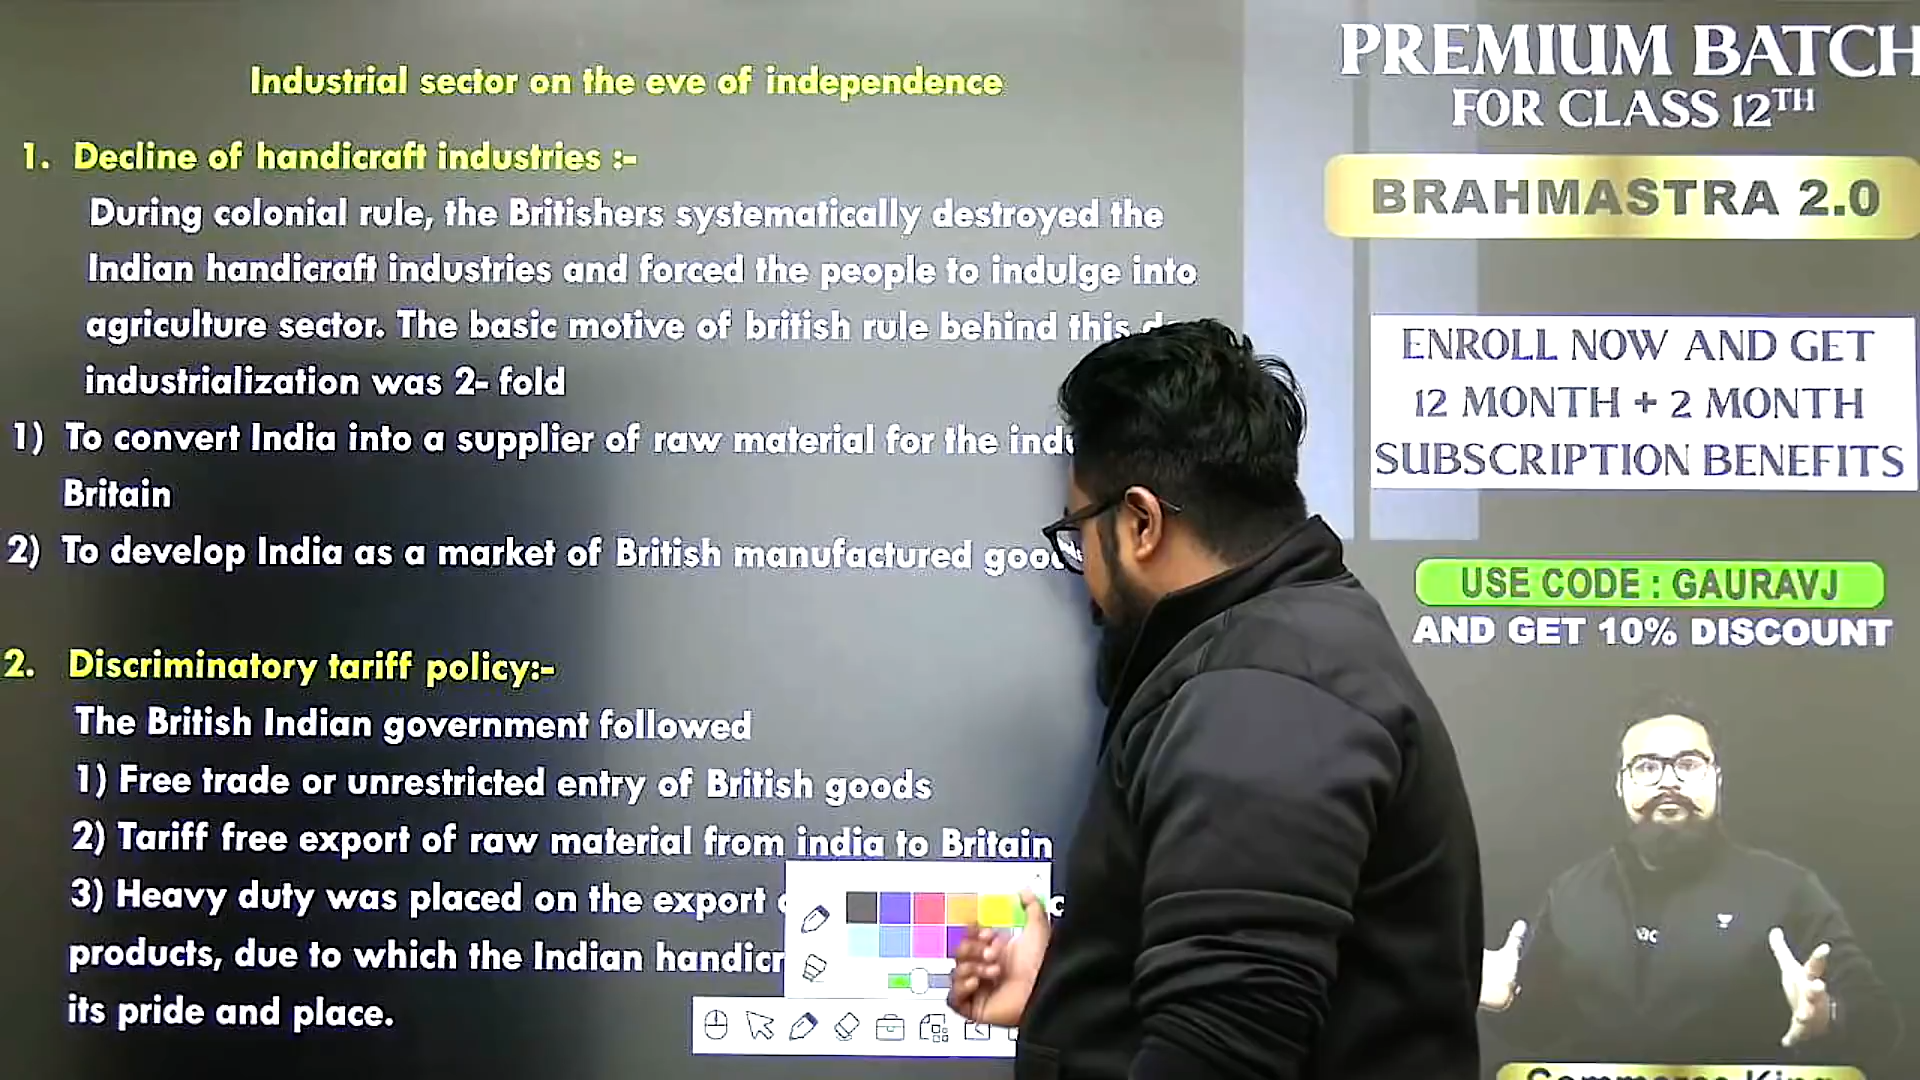 Industrial sector on the eve of independence
1. Decline of handicraft industries :-
During colonial rule, the Britishers systematically destroyed the
Indian handicraft industries and forced the people to indulge into
agriculture sector. The basic motive of british rule behind this
industrialization was 2- fold
1) To convert India into a supplier of raw material for the
Britain
2) To develop India as a market of British manufactured
2. Discriminatory tariff policy:-
The British Indian government followed
1) Free trade or unrestricted entry of British goods
2) Tariff free export of raw material from india to Britain
3) Heavy duty was placed on the export
products, due to which the Indian
its pride and place.
PREMIUM BATCH
FOR CLASS 12TH
BRAHMASTRA 2.0
ENROLL NOW AND GET
12 MONTH + 2 MONTH
SUBSCRIPTION BENEFITS
USE CODE : GAURAVJ
AND GET 10% DISCOUNT
Commerce King